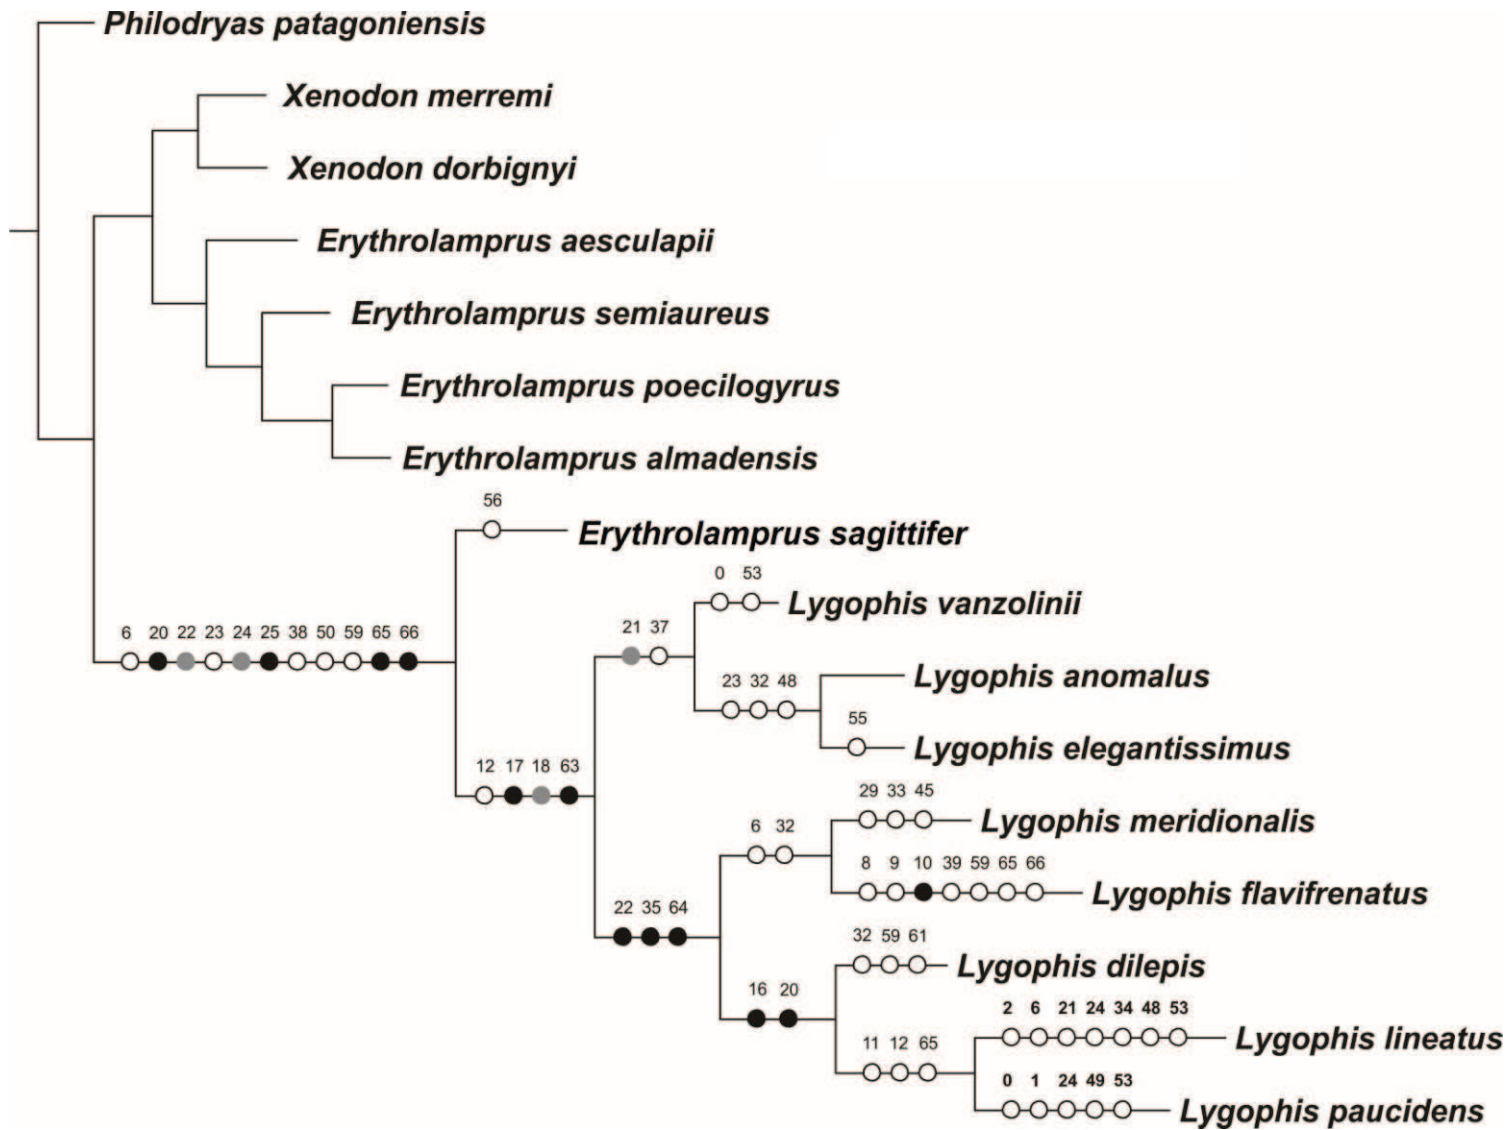 Philodryas patagoniensis
Xenodon merremi
Xenodon dorbignyi
Erythrolamprus aesculapii
Erythrolamprus semiaureus
Erythrolamprus poecilogyrus
Erythrolamprus almadensis
56
Erythrolamprus sagittifer
0 53
Lygophis vanzolinii
6 20 22 23 24 25 38 50 59 65 66
21 37
Lygophis anomalus
23 32 48
55
Lygophis elegantissimus
12 17 18 63
29 33 45
Lygophis meridionalis
6 32
8 9 10 39 59 65 66
Lygophis flavifrenatus
22 35 64
32 59 61
Lygophis dilepis
16 20
2 6 21 24 34 48 53
Lygophis lineatus
11 12 65
0 1 24 49 53
Lygophis paucidens